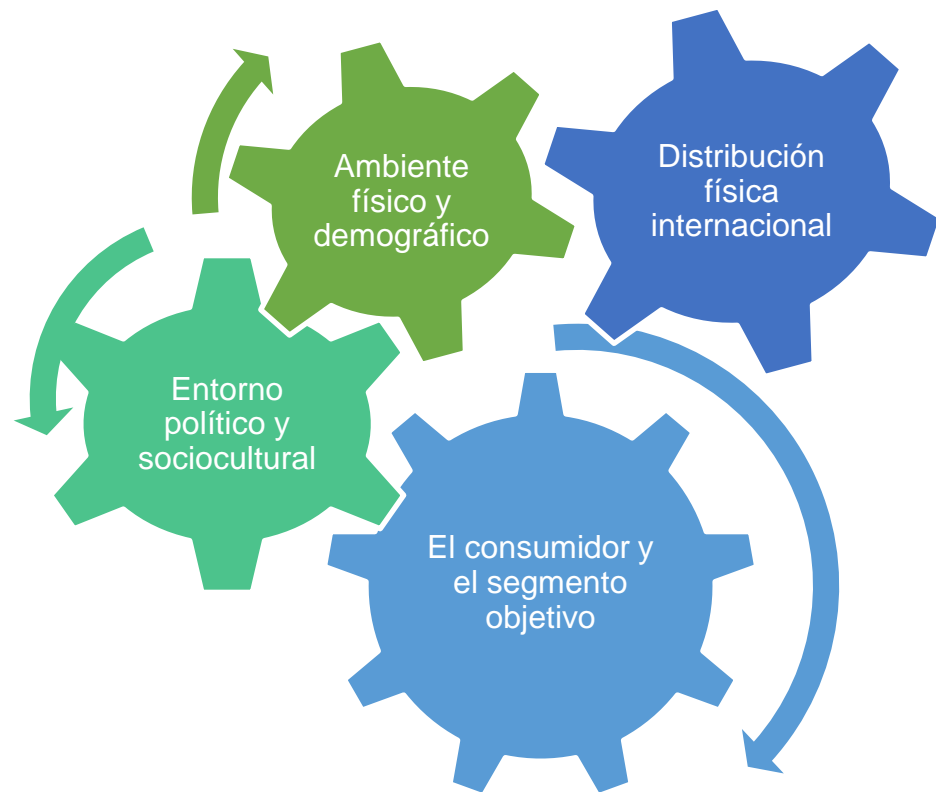 Ambiente
físico y
demográfico
Distribución
física
internacional
Entorno
político y
sociocultural
El consumidor y
el segmento
objetivo